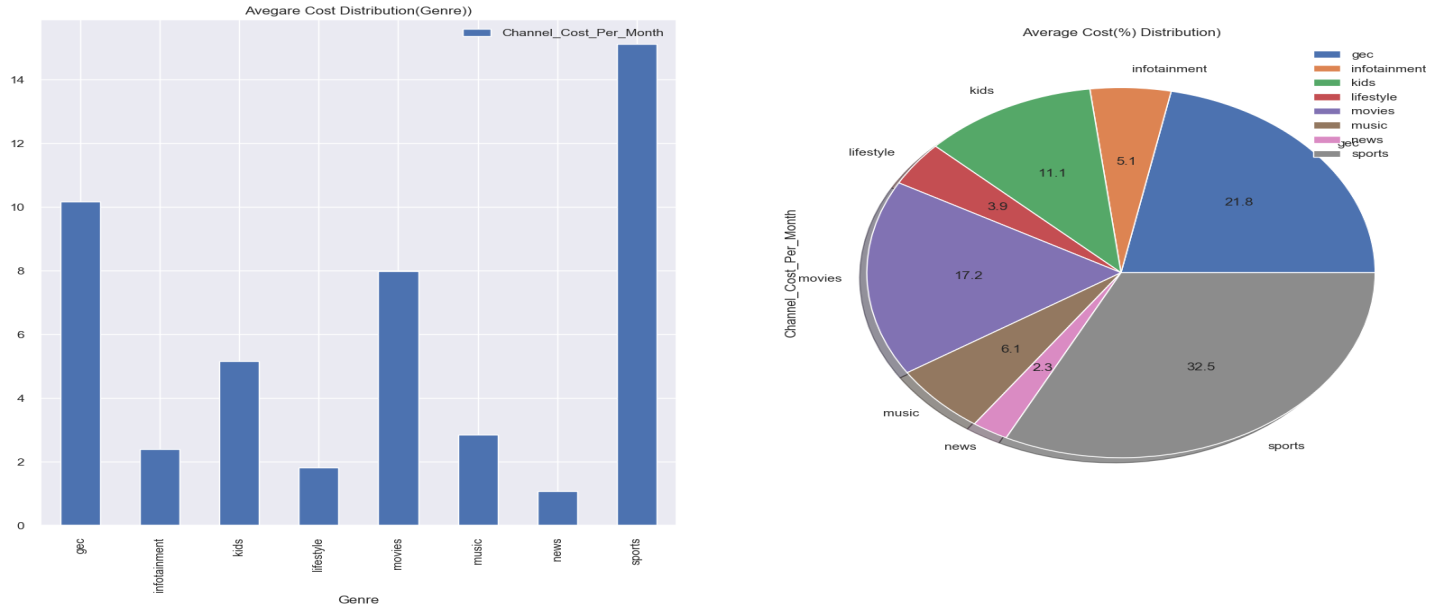 Avegare Cost Distribution(Genre))
Channel_Cost_Per_Month
14
12
10
8
6
4
2
0
gec
infotainment
kids
lifestyle
movies
music
news
sports
Genre
Average Cost(%) Distribution)
gec
infotainment
kids
lifestyle
movies
music
news
sports
infotainment
kids
gec
lifestyle
movies
music
news
sports
5.1
11.1
21.8
3.9
17.2
6.1
2.3
32.5
Channel_Cost_Per_Month